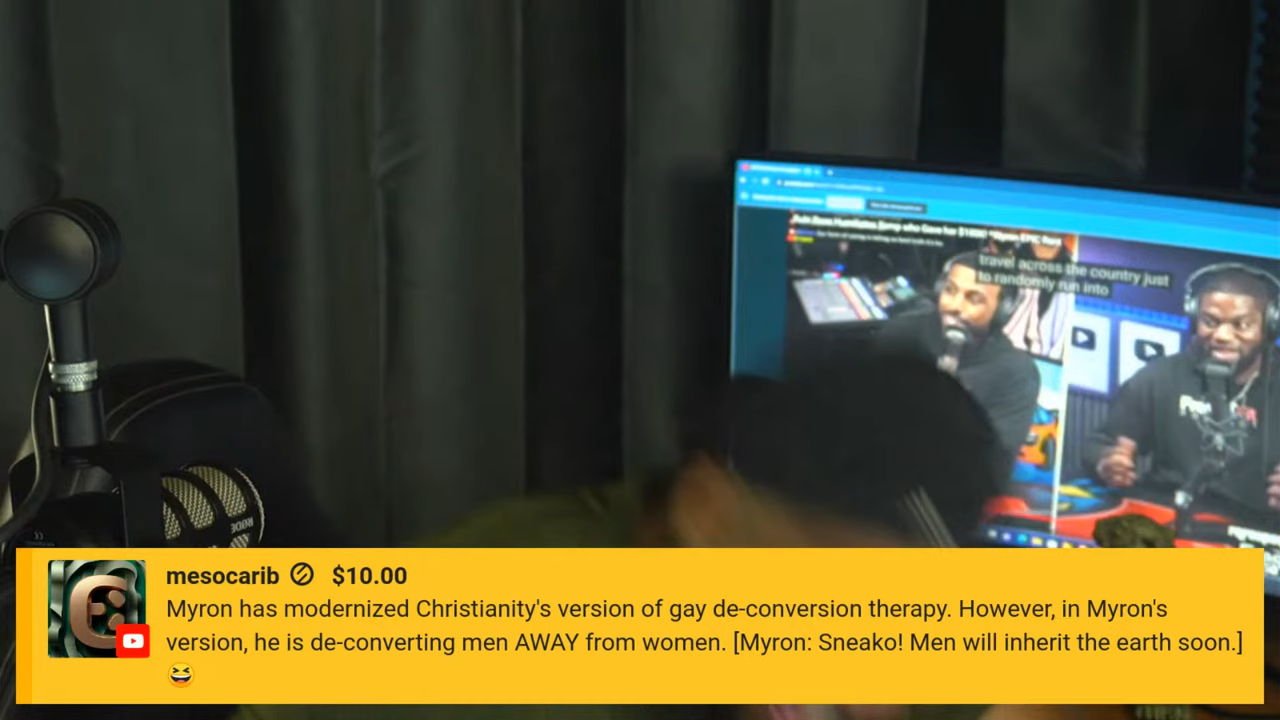 travel across the country just
to randomly run into
RØDE
mesocarib $10.00
Myron has modernized Christianity's version of gay de-conversion therapy. However, in Myron's
version, he is de-converting men AWAY from women. [Myron: Sneako! Men will inherit the earth soon.]
😆